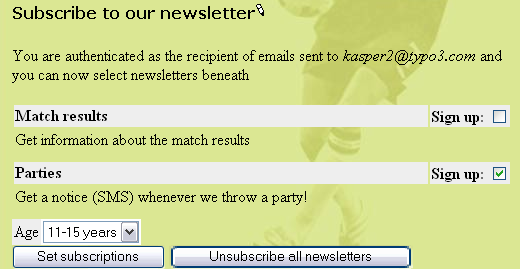 Subscribe to our newsletter
You are authenticated as the recipient of emails sent to kasper2@typo3.com and
you can now select newsletters beneath
Match results Sign up:
Get information about the match results
Parties Sign up:
Get a notice (SMS) whenever we throw a party!
Age 11-15 years
Set subscriptions Unsubscribe all newsletters